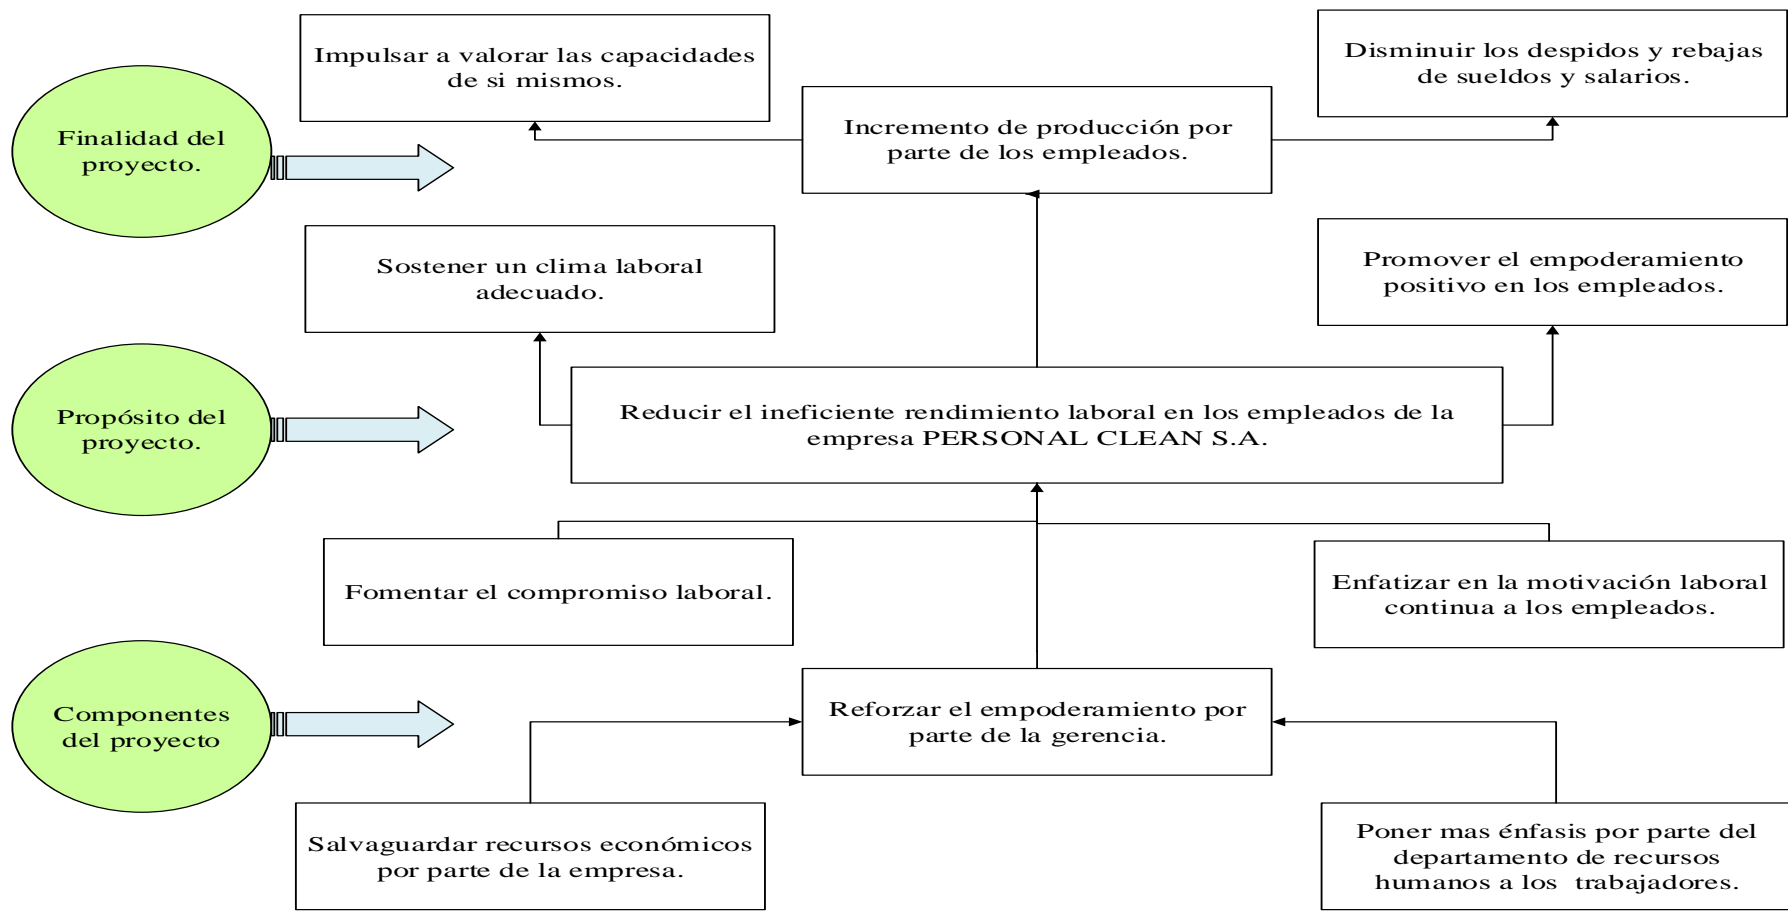 Impulsar a valorar las capacidades
de si mismos.
Disminuir los despidos y rebajas
de sueldos y salarios.
Finalidad del
proyecto.
Incremento de producción por
parte de los empleados.
Sostener un clima laboral
adecuado.
Promover el empoderamiento
positivo en los empleados.
Propósito del
proyecto.
Reducir el ineficiente rendimiento laboral en los empleados de la
empresa PERSONAL CLEAN S.A.
Fomentar el compromiso laboral.
Enfatizar en la motivación laboral
continua a los empleados.
Componentes
del proyecto
Reforzar el empoderamiento por
parte de la gerencia.
Salvaguardar recursos económicos
por parte de la empresa.
Poner mas énfasis por parte del
departamento de recursos
humanos a los trabajadores.